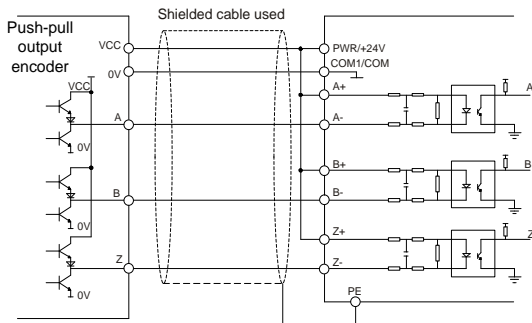 Shielded cable used
Push-pull
output
encoder
VCC
PWR/+24V
COM1/COM
0V
VCC
A+
A
A
A-
0V
B+
B
B
B-
0V
Z+
Z
Z
Z-
0V
PE